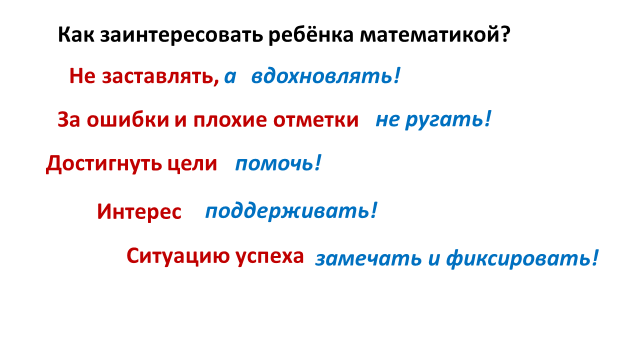 Как заинтересовать ребёнка математикой?
Не заставлять, а вдохновлять!
За ошибки и плохие отметки не ругать!
Достигнуть цели помочь!
Интерес поддерживать!
Ситуацию успеха замечать и фиксировать!